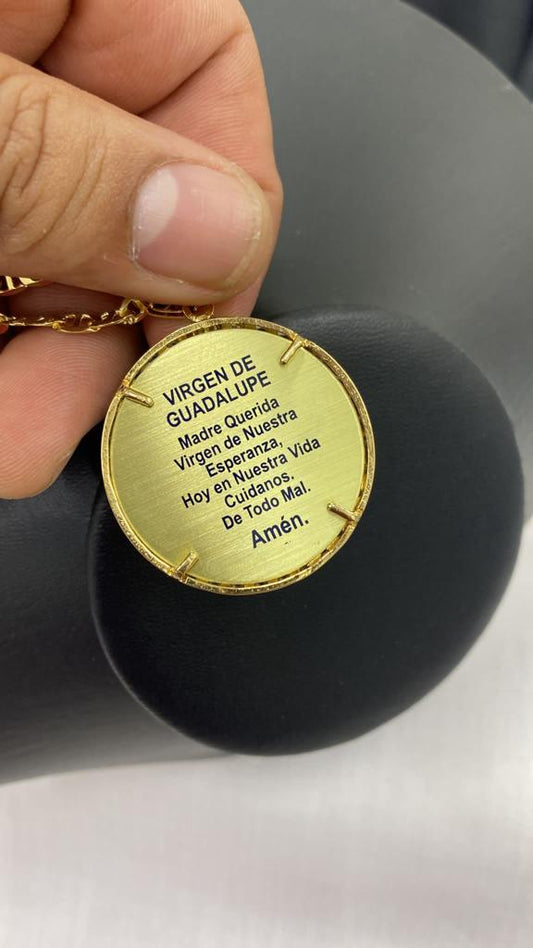 VIRGEN DE
GUADALUPE
Madre Querida
Virgen de Nuestra
Esperanza,
Hoy en Nuestra Vida
Cuidanos.
De Todo Mal.
Amén.